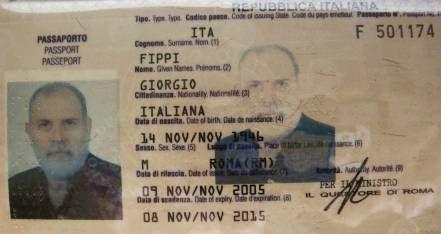 REPUBBLICA ITALIANA
Tipo. Type. Type. Codice paese. Code of issuing State. Code du pays émetteur. Passaporto N.
PASSAPORTO
PASSPORT
PASSEPORT
ITA
F 501174
Cognome. Surname. Nom. (1)
FIPPI
Nome. Given Names. Prénoms. (2)
GIORGIO
Cittadinanza. Nationality. Nationalité. (3)
ITALIANA
Data di nascita. Date of birth. Date de naissance. (4)
14 NOV/NOV 1946
Sesso. Sex. Sexe (5) Luogo di nascita. Place of birth. Lieu de naissance. (6)
M ROMA(RM)
Data di rilascio. Date of issue. Date de délivrance. (7) Autorità. Authority. Autorité (9)
PER IL MINISTRO
09 NOV/NOV 2005
IL QUESTORE DI ROMA
Data di scadenza. Date of expiry. Date d'expiration. (8)
08 NOV/NOV 2015